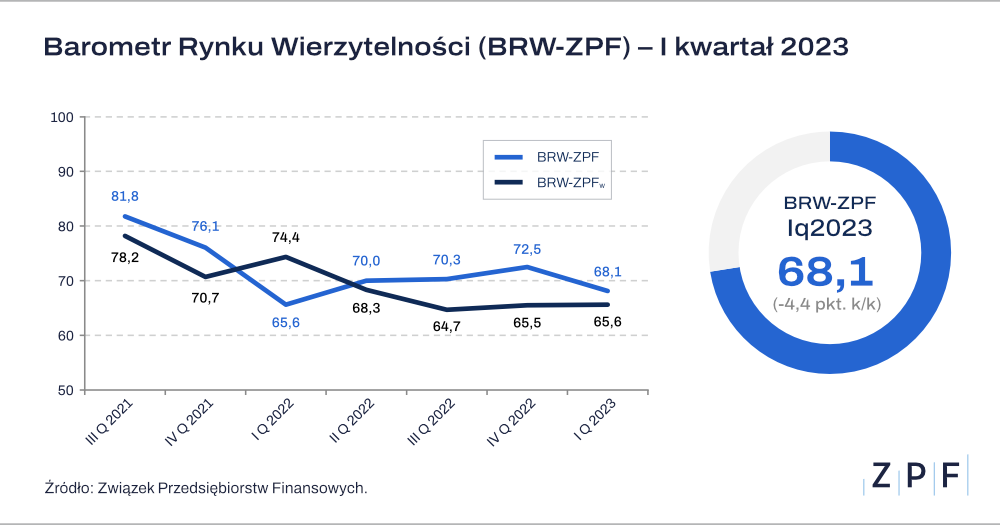 Barometr Rynku Wierzytelności (BRW-ZPF) – I kwartał 2023
100
90
80
70
60
50
BRW-ZPF
BRW-ZPFw
81,8
76,1
65,6
70,0
70,3
72,5
68,1
78,2
70,7
74,4
68,3
64,7
65,5
65,6
III Q 2021
IV Q 2021
I Q 2022
II Q 2022
III Q 2022
IV Q 2022
I Q 2023
BRW-ZPF
Iq2023
68,1
(-4,4 pkt. k/k)
Źródło: Związek Przedsiębiorstw Finansowych.
ZPF